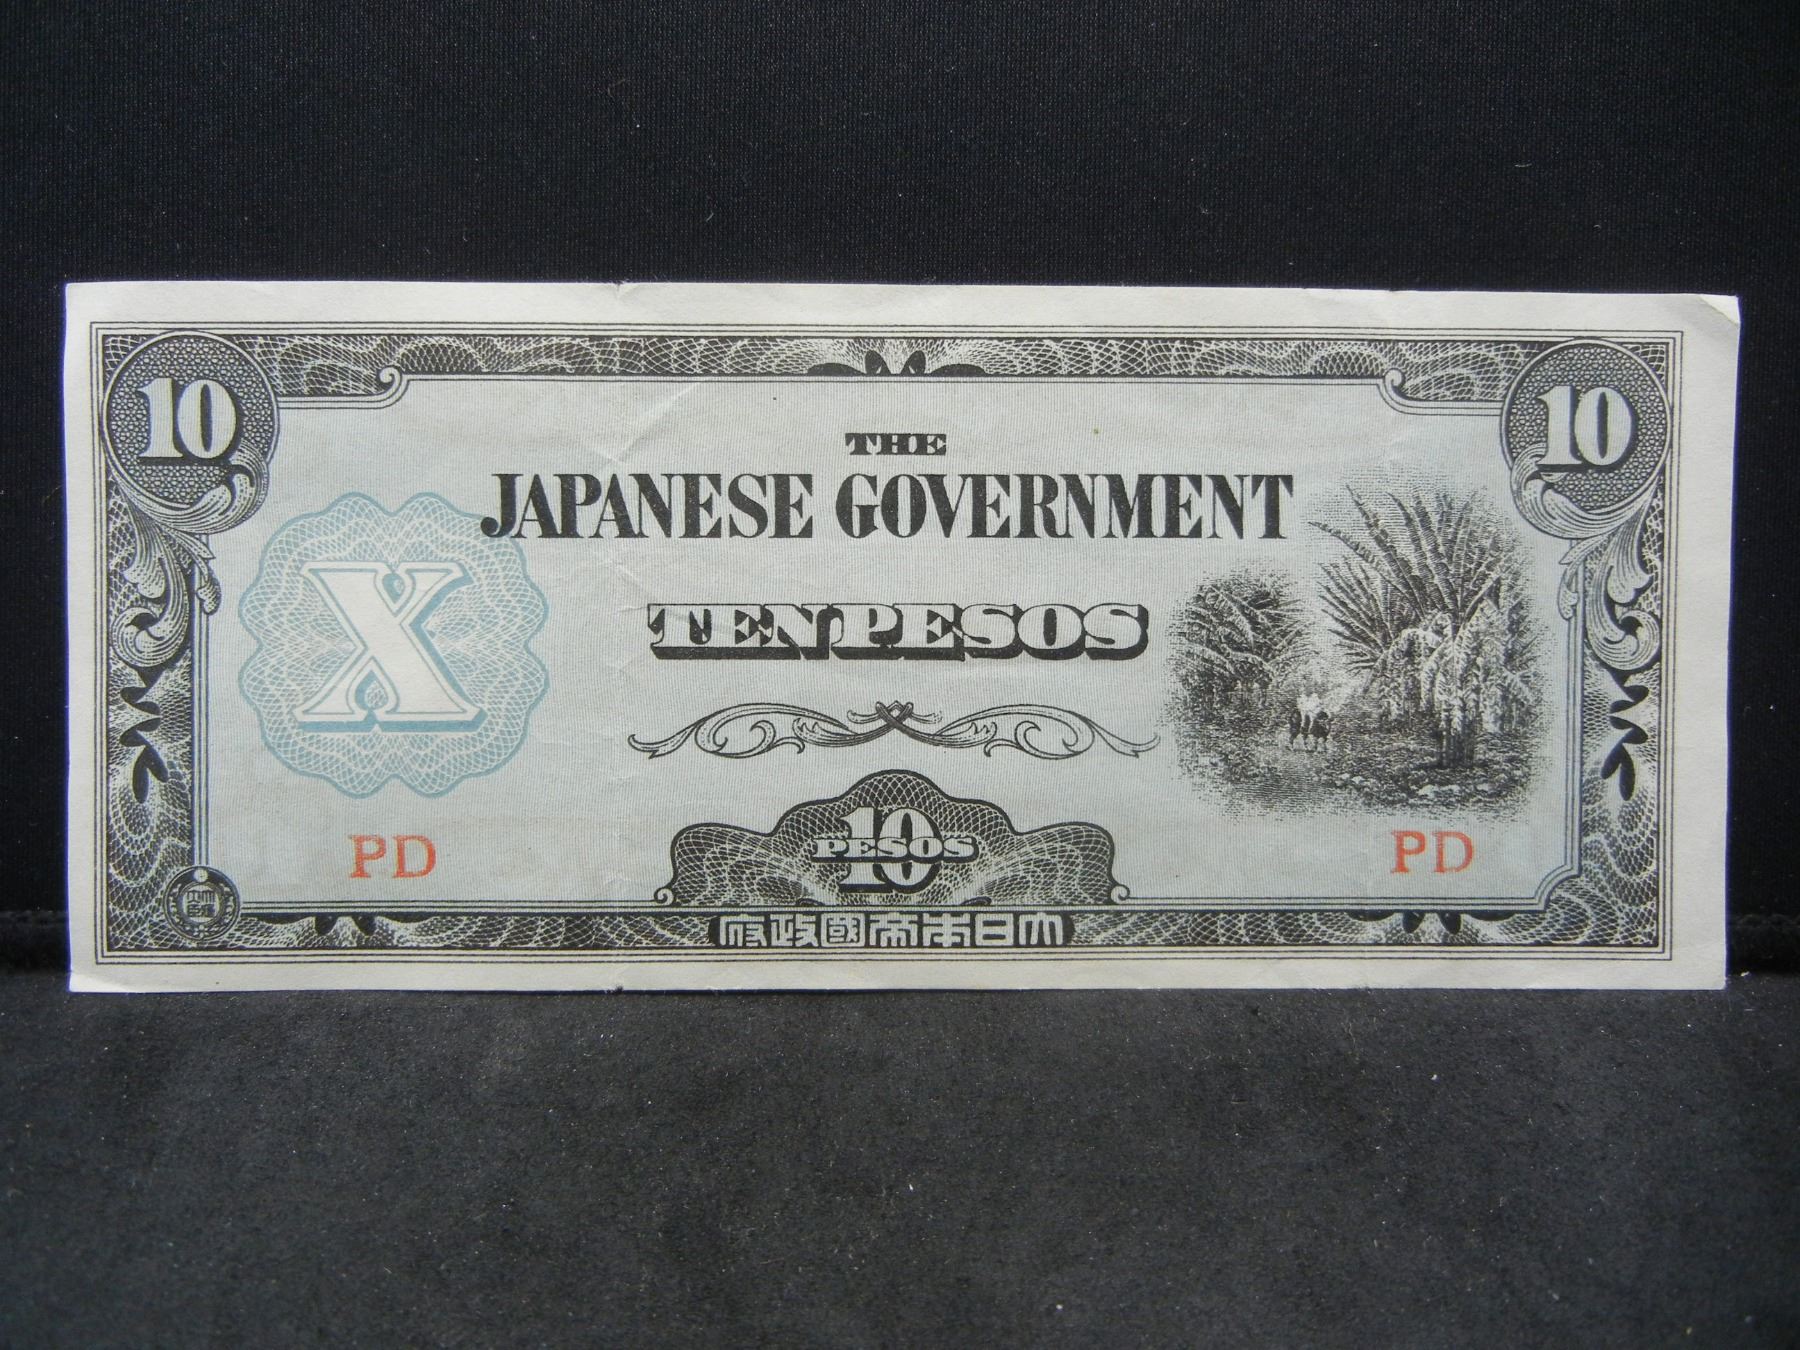 10 10
THE
JAPANESE GOVERNMENT
X
TEN PESOS
10
PESOS
PD PD
府政國帝本日大